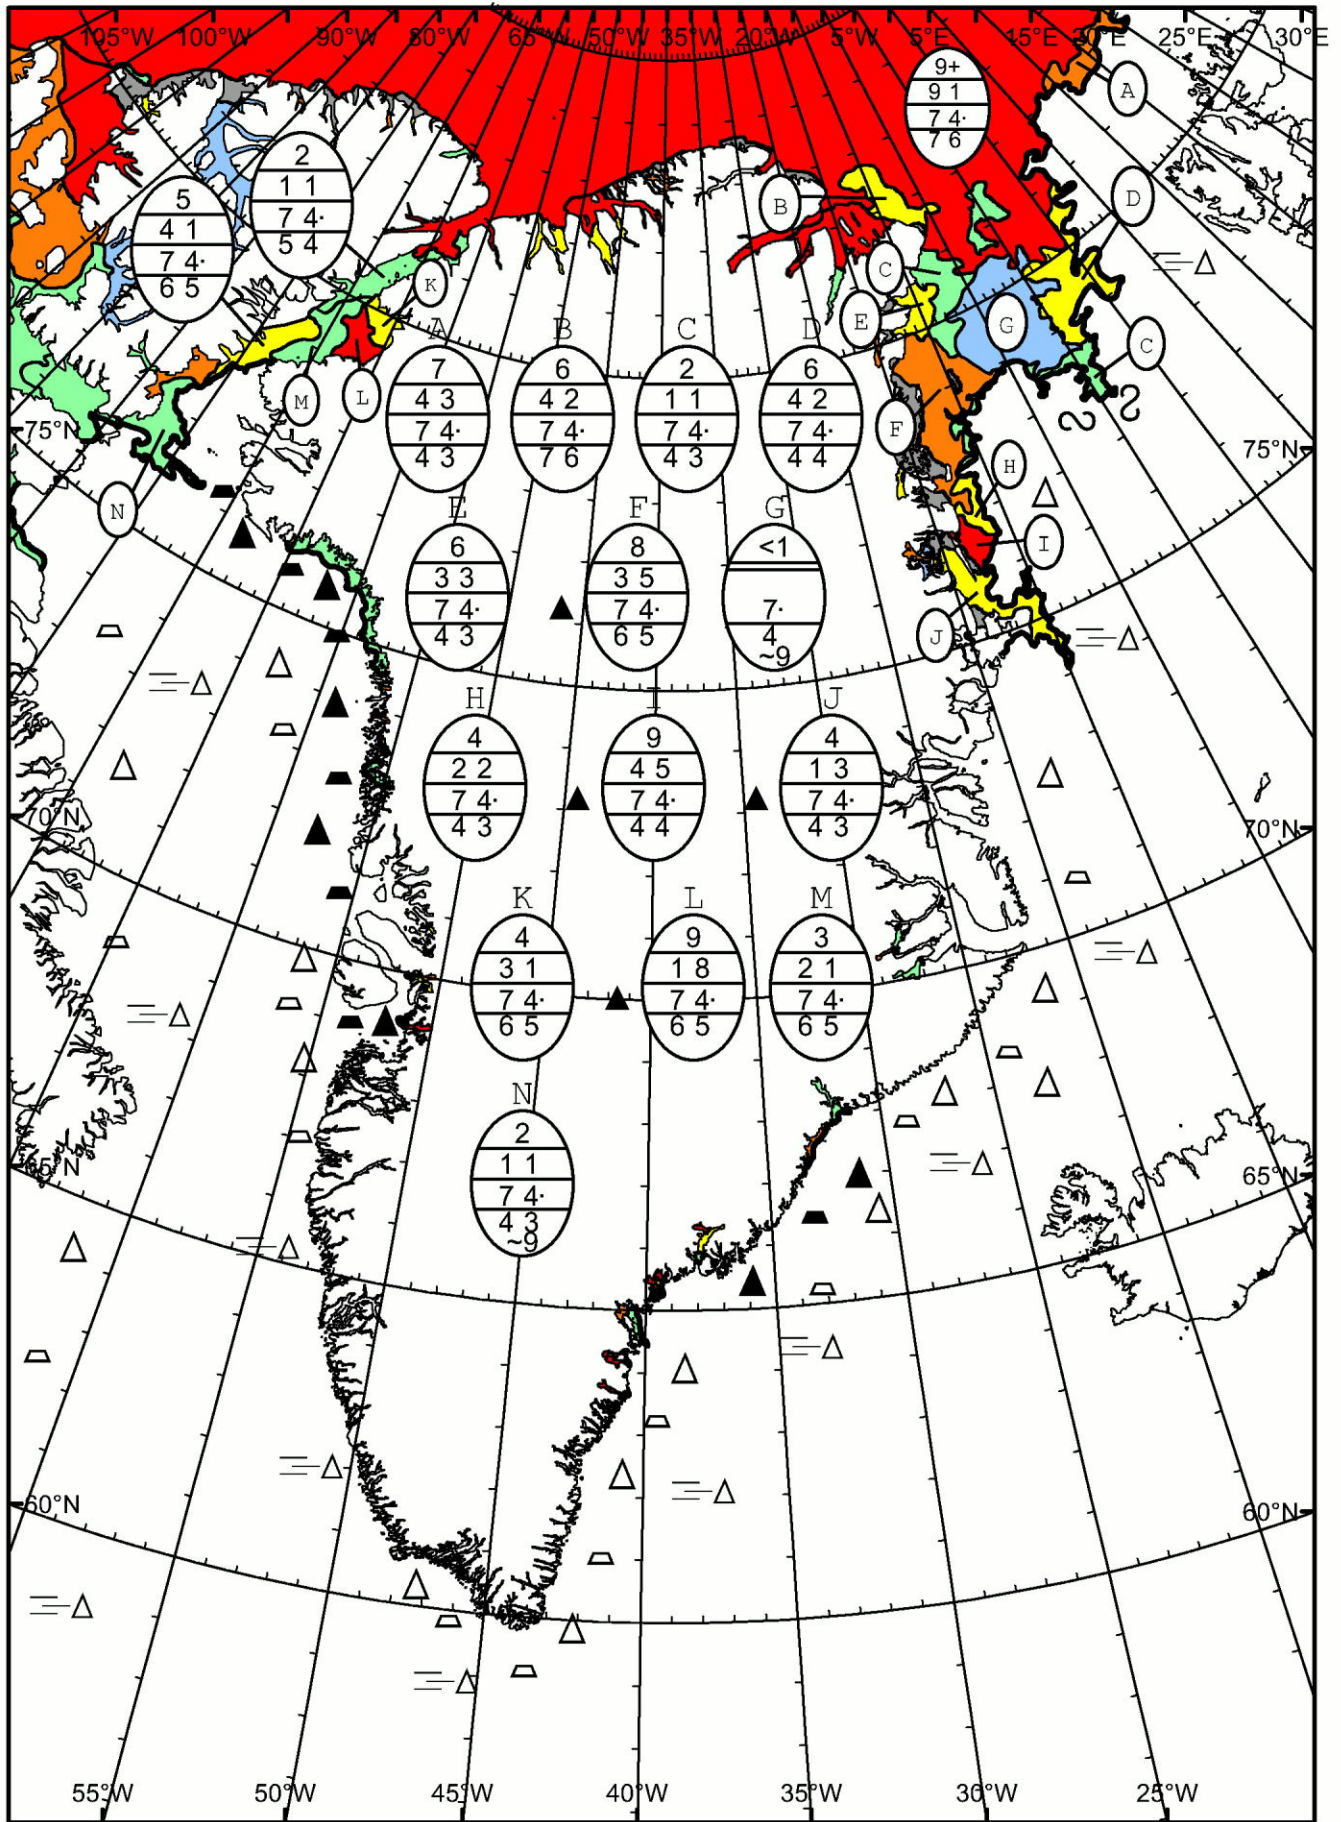 105°W 100°W 90°W 80°W 65°W 50°W 35°W 20°W 5°W 5°E 15°E 20°E 25°E 30°E
9+
9 1
7 4·
7 6
A
2
1 1
7 4·
5 4
5
4 1
7 4·
6 5
B
D
C
K
E
G
C
M
L
F
A B C D
7 6 2 6
4 3 4 2 1 1 4 2
7 4· 7 4· 7 4· 7 4·
4 3 7 6 4 3 4 4
75°N 75°N
S S
N
H
I
J
E F G
6 8 <1
3 3 3 5
7 4· 7 4· 7·
4 3 6 5 4
~9
H I J
4 9 4
2 2 4 5 1 3
7 4· 7 4· 7 4·
4 3 4 4 4 3
70°N 70°N
K L M
4 9 3
3 1 1 8 2 1
7 4· 7 4· 7 4·
6 5 6 5 6 5
N
2
1 1
7 4·
4 3
~9
65°N 65°N
60°N 60°N
55°W 50°W 45°W 40°W 35°W 30°W 25°W